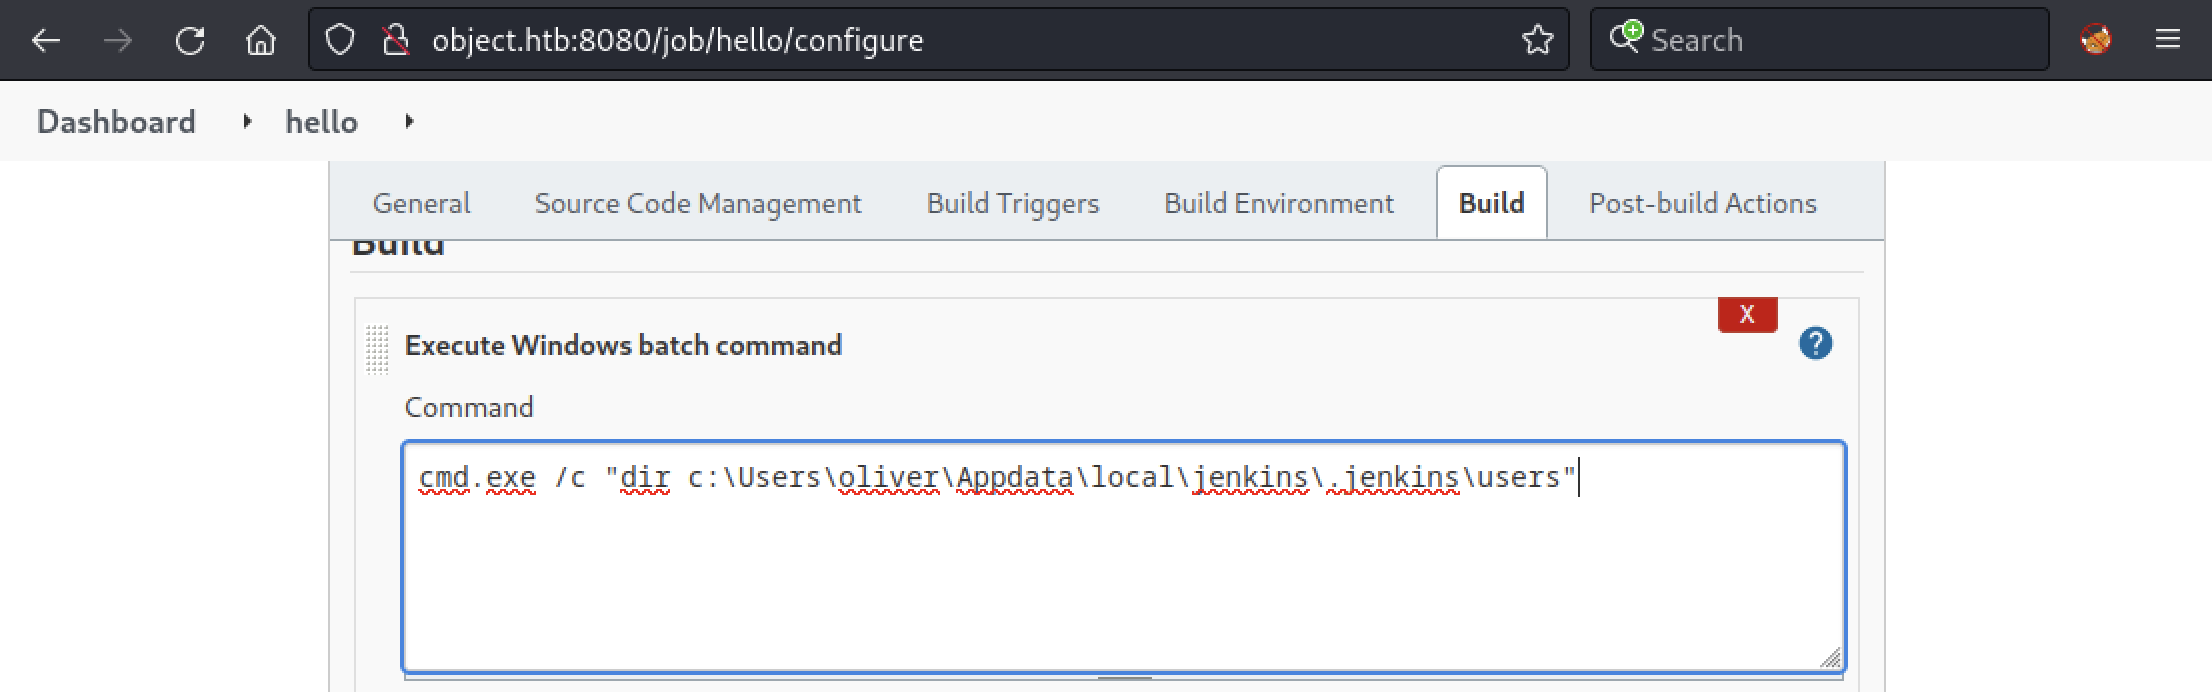 object.htb:8080/job/hello/configure
Search
Dashboard hello
General Source Code Management Build Triggers Build Environment Build Post-build Actions
Build
X
Execute Windows batch command
?
Command
cmd.exe /c "dir c:\Users\oliver\Appdata\local\jenkins\.jenkins\users"